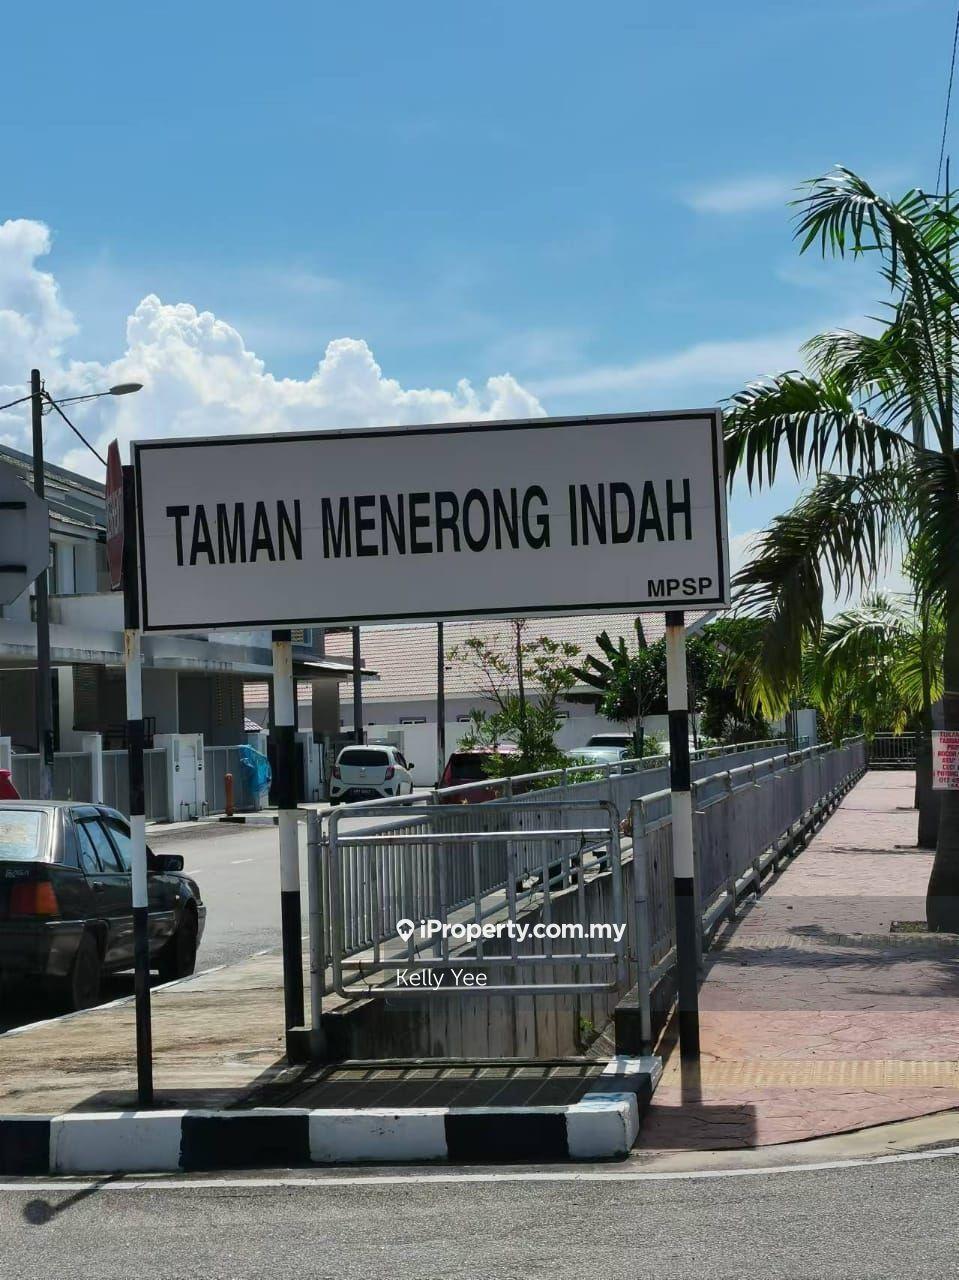 TAMAN MENERONG INDAH
MPSP
iProperty.com.my
Kelly Yee